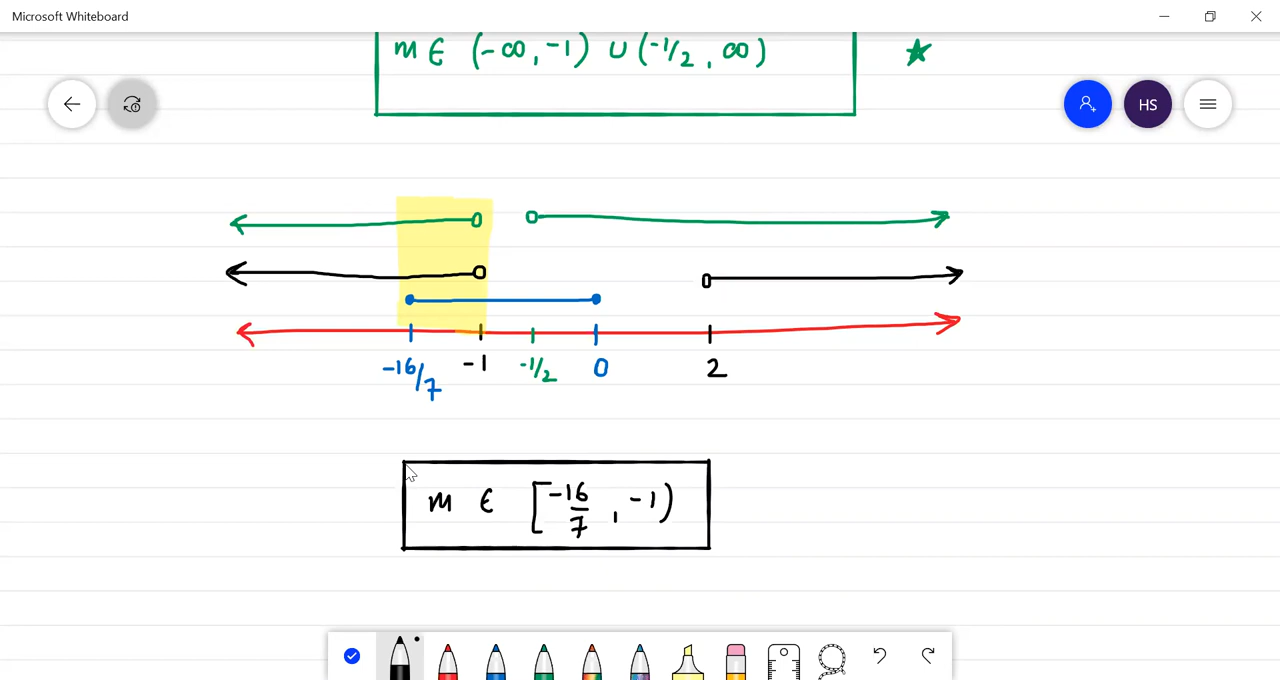 Microsoft Whiteboard
m ∈ (-∞, -1) ∪ (-1/2, ∞)
HS
-16/7 -1 -1/2 0 2
m ∈ [-16/7, -1)